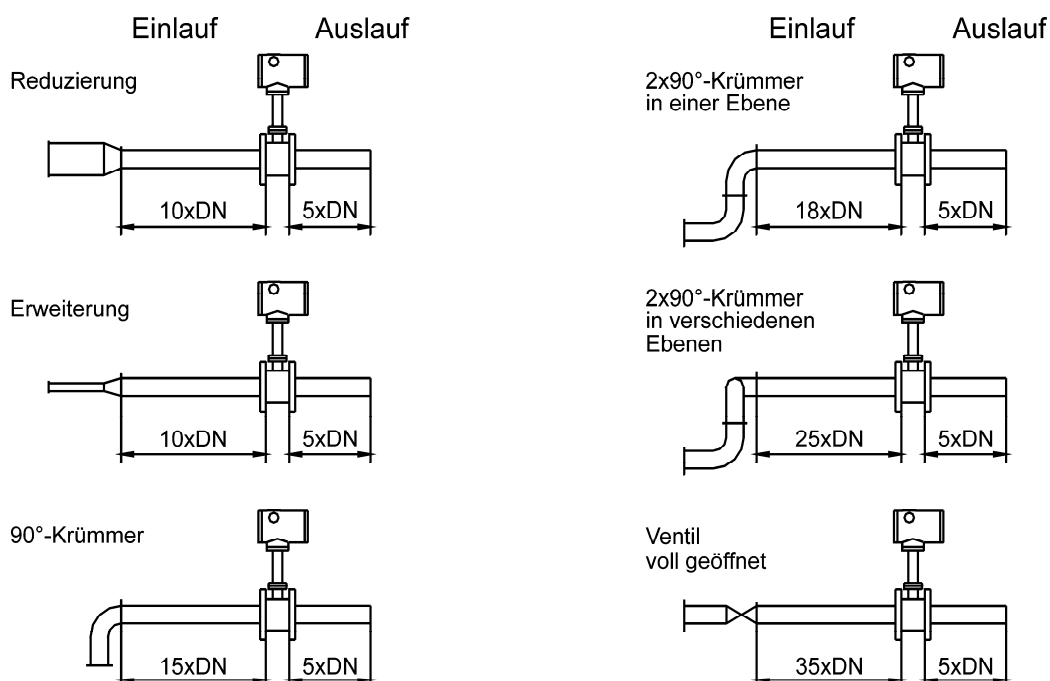 Einlauf Auslauf
Reduzierung
10xDN 5xDN
Erweiterung
10xDN 5xDN
90°-Krümmer
15xDN 5xDN
Einlauf Auslauf
2x90°-Krümmer
in einer Ebene
18xDN 5xDN
2x90°-Krümmer
in verschiedenen
Ebenen
25xDN 5xDN
Ventil
voll geöffnet
35xDN 5xDN